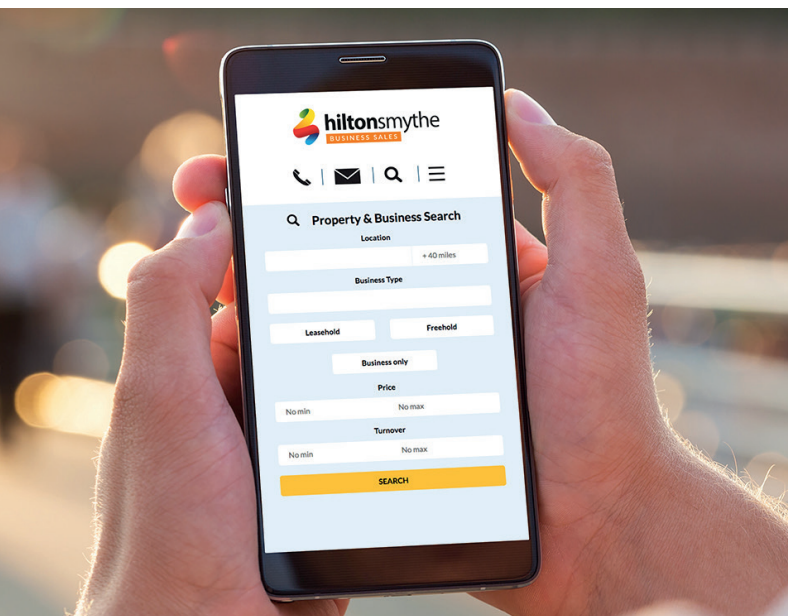 hiltonsmythe
BUSINESS SALES
Property & Business Search
Location
+ 40 miles
Business Type
Leasehold Freehold
Business only
Price
No min No max
Turnover
No min No max
SEARCH